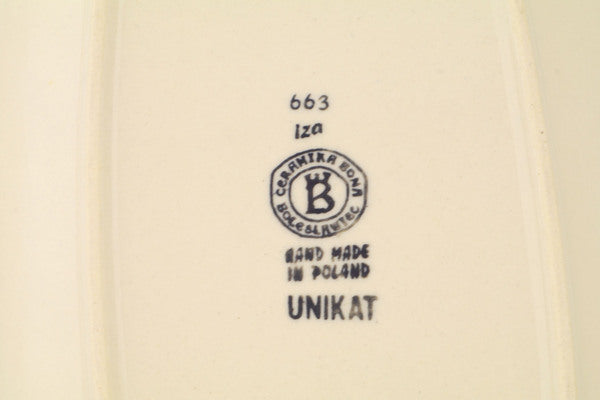 663
Iza
CERAMIKA BONA
B
BOLESŁAWIEC
HAND MADE
IN POLAND
UNIKAT